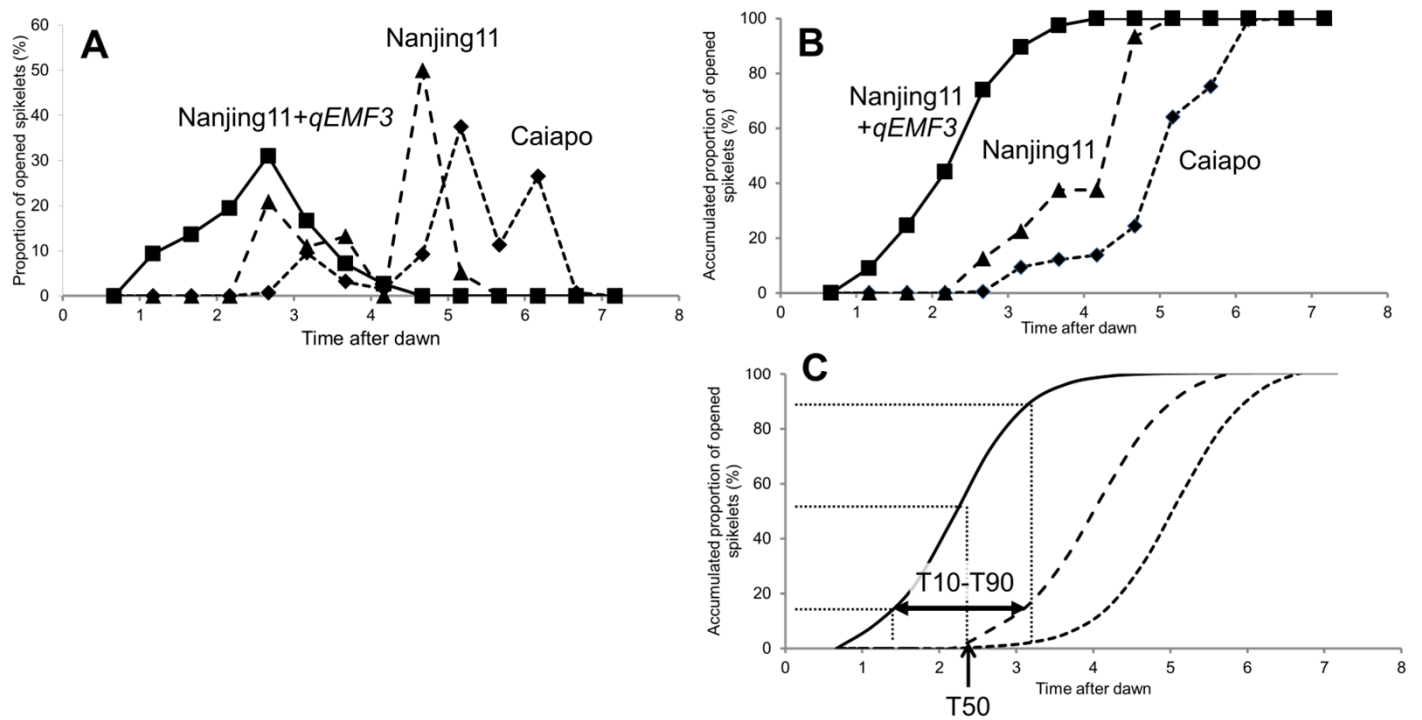 A
Proportion of opened spikelets (%)
60
50
40
30
20
10
0
Nanjing11
Nanjing11+qEMF3
Caiapo
0 1 2 3 4 5 6 7 8
Time after dawn
B
Accumulated proportion of opened
spikelets (%)
100
80
60
40
20
0
Nanjing11
+qEMF3
Nanjing11
Caiapo
0 1 2 3 4 5 6 7 8
Time after dawn
C
Accumulated proportion of opened
spikelets (%)
100
80
60
40
20
0
T10-T90
0 1 2 3 4 5 6 7 8
Time after dawn
T50